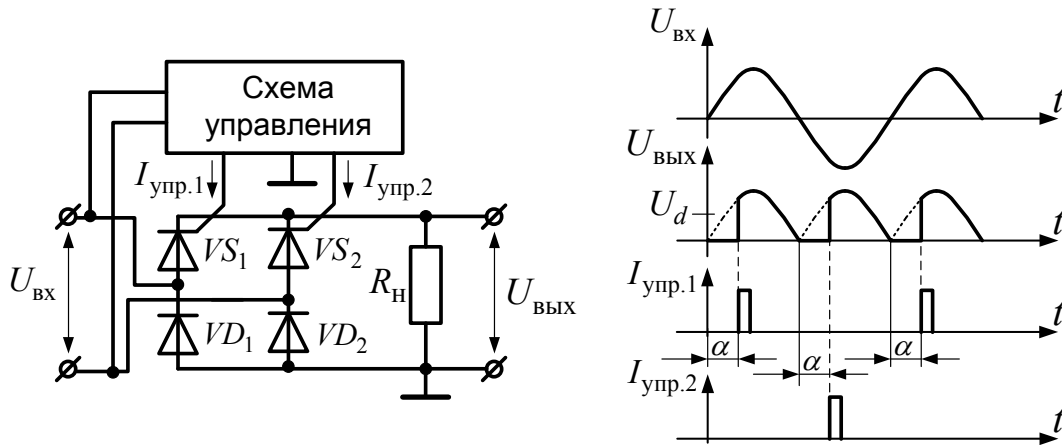 Схема
управления
Iупр.1
Iупр.2
VS1
VS2
Uвх
Rн
Uвых
VD1
VD2
Uвх
t
Uвых
Ud
t
Iупр.1
t
α
α
α
Iупр.2
t